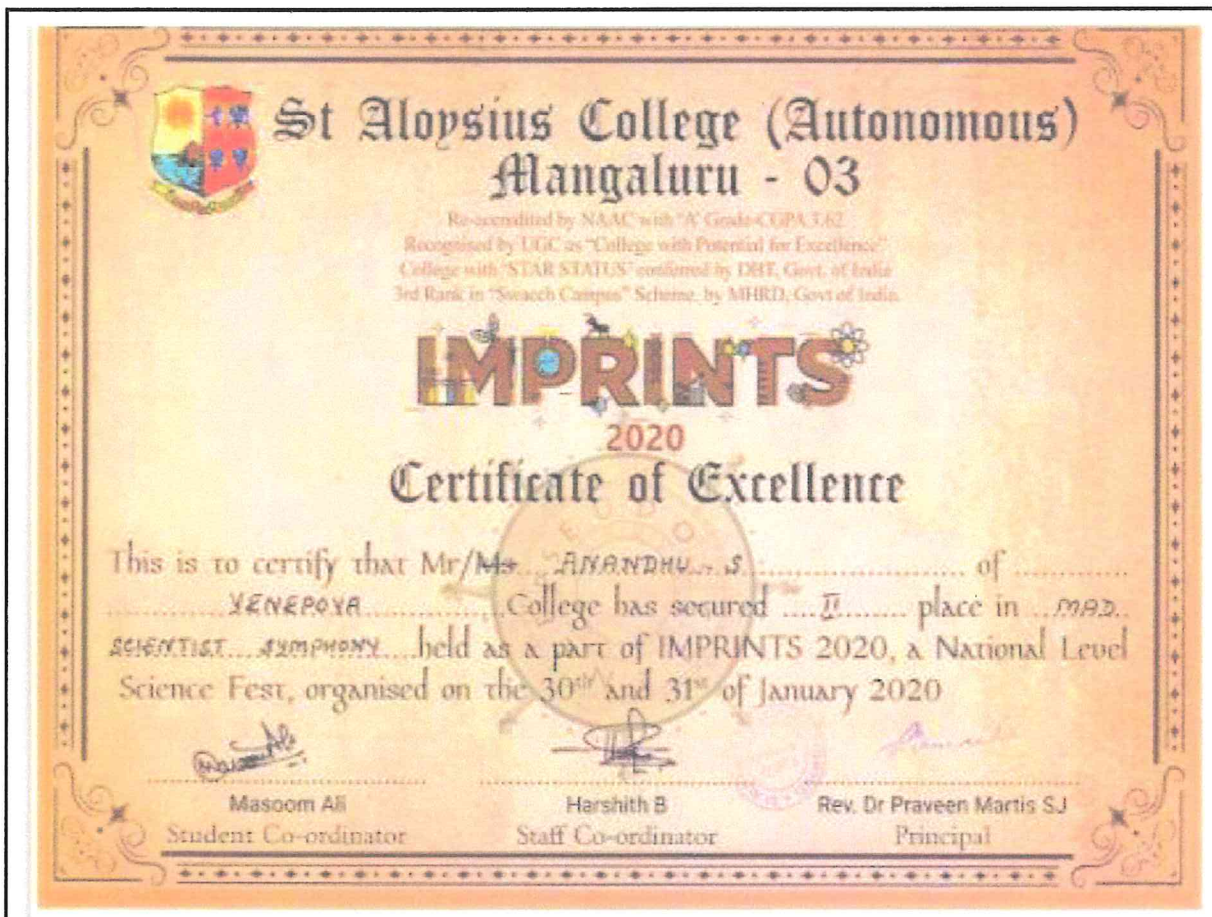 St Aloysius College (Autonomous)
Mangaluru - 03
Re-accredited by NAAC with "A" Grade-CGPA 3.62
Recognised by UGC as "College with Potential for Excellence"
College with "STAR STATUS" conferred by DBT, Govt. of India
3rd Rank in "Swacch Campus" Scheme, by MHRD, Govt of India
IMPRINTS
2020
Certificate of Excellence
This is to certify that Mr/Ms ANANDHU . S of
YENEPOYA College has secured II place in MAD
SCIENTIST SYMPHONY held as a part of IMPRINTS 2020, a National Level
Science Fest, organised on the 30th and 31st of January 2020
Masoom Ali Harshith B Rev. Dr Praveen Martis SJ
Student Co-ordinator Staff Co-ordinator Principal